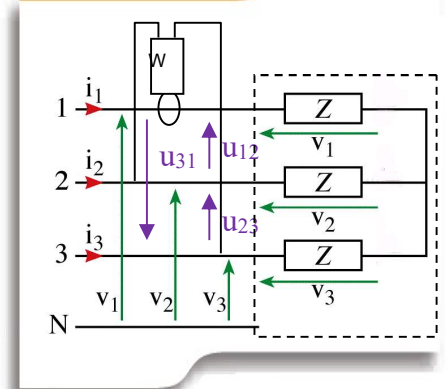 W
1 i₁ Z
v₁
u₃₁ u₁₂
2 i₂ Z
v₂
u₂₃
3 i₃ Z
v₁ v₂ v₃ v₃
N